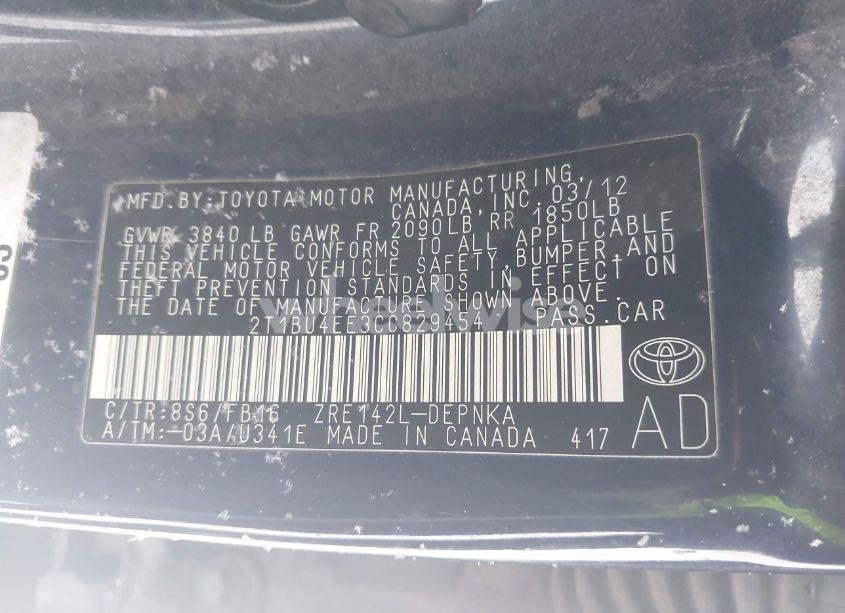 MFD.BY:TOYOTA MOTOR MANUFACTURING,
CANADA, INC. 03/12
GVWR 3840 LB GAWR FR 2090LB RR 1850LB
THIS VEHICLE CONFORMS TO ALL APPLICABLE
FEDERAL MOTOR VEHICLE SAFETY, BUMPER, AND
THEFT PREVENTION STANDARDS IN EFFECT ON
THE DATE OF MANUFACTURE SHOWN ABOVE.
2T1BU4EE3CC829454 PASS.CAR
C/TR:8S6/FB16 ZRE142L-DEPNKA
A/TM:-03A/U341E MADE IN CANADA 417
AD